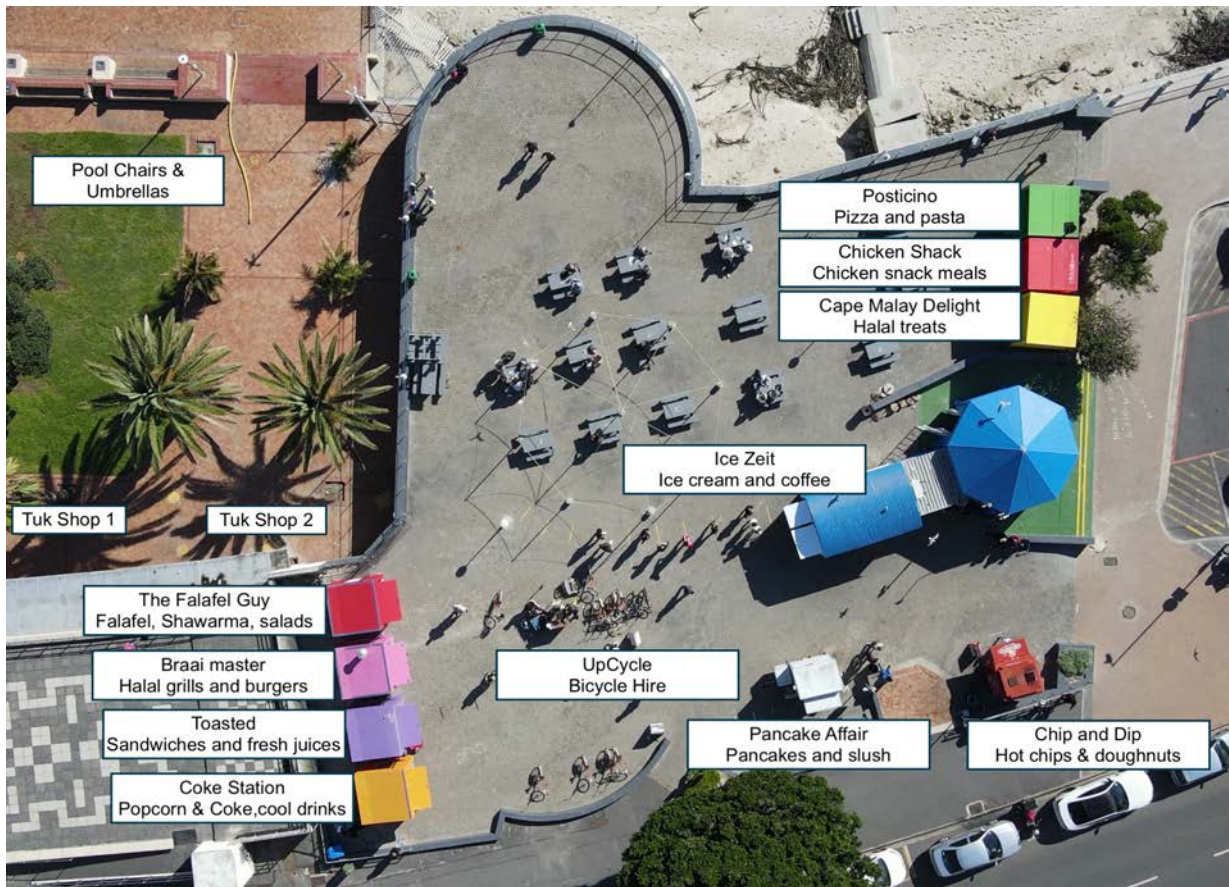 Pool Chairs &
Umbrellas
Posticino
Pizza and pasta
Chicken Shack
Chicken snack meals
Cape Malay Delight
Halal treats
Ice Zeit
Ice cream and coffee
Tuk Shop 1
Tuk Shop 2
The Falafel Guy
Falafel, Shawarma, salads
Braai master
Halal grills and burgers
UpCycle
Bicycle Hire
Toasted
Sandwiches and fresh juices
Pancake Affair
Pancakes and slush
Chip and Dip
Hot chips & doughnuts
Coke Station
Popcorn & Coke,cool drinks